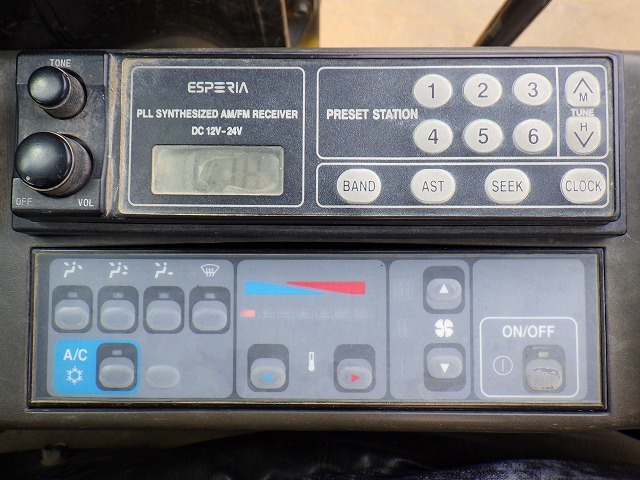 TONE
OFF VOL
ESPERIA
PLL SYNTHESIZED AM/FM RECEIVER
DC 12V-24V
PRESET STATION
1 2 3
4 5 6
M
TUNE
H
BAND AST SEEK CLOCK
A/C
ON/OFF